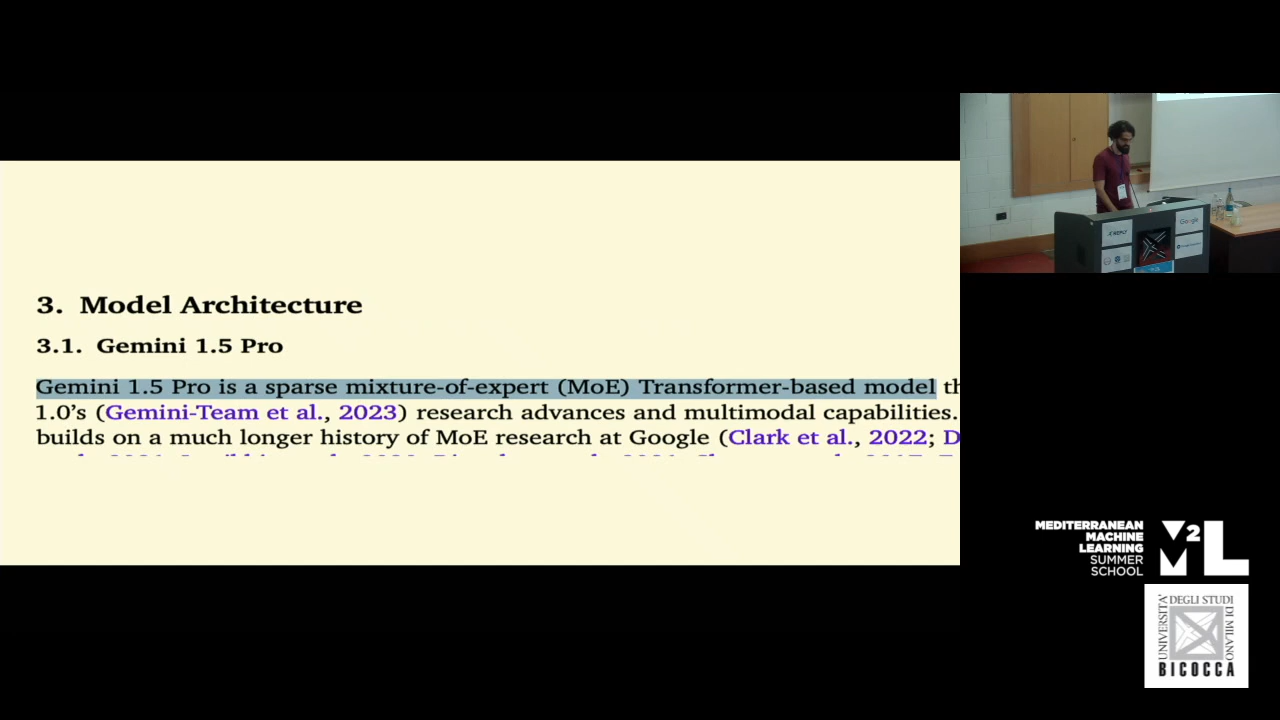 3. Model Architecture
3.1. Gemini 1.5 Pro
Gemini 1.5 Pro is a sparse mixture-of-expert (MoE) Transformer-based model th
1.0's (Gemini-Team et al., 2023) research advances and multimodal capabilities.
builds on a much longer history of MoE research at Google (Clark et al., 2022; D
Google
MEDITERRANEAN
MACHINE
LEARNING
SUMMER
SCHOOL
M2L
UNIVERSITÀ
DEGLI STUDI
DI MILANO
BICOCCA